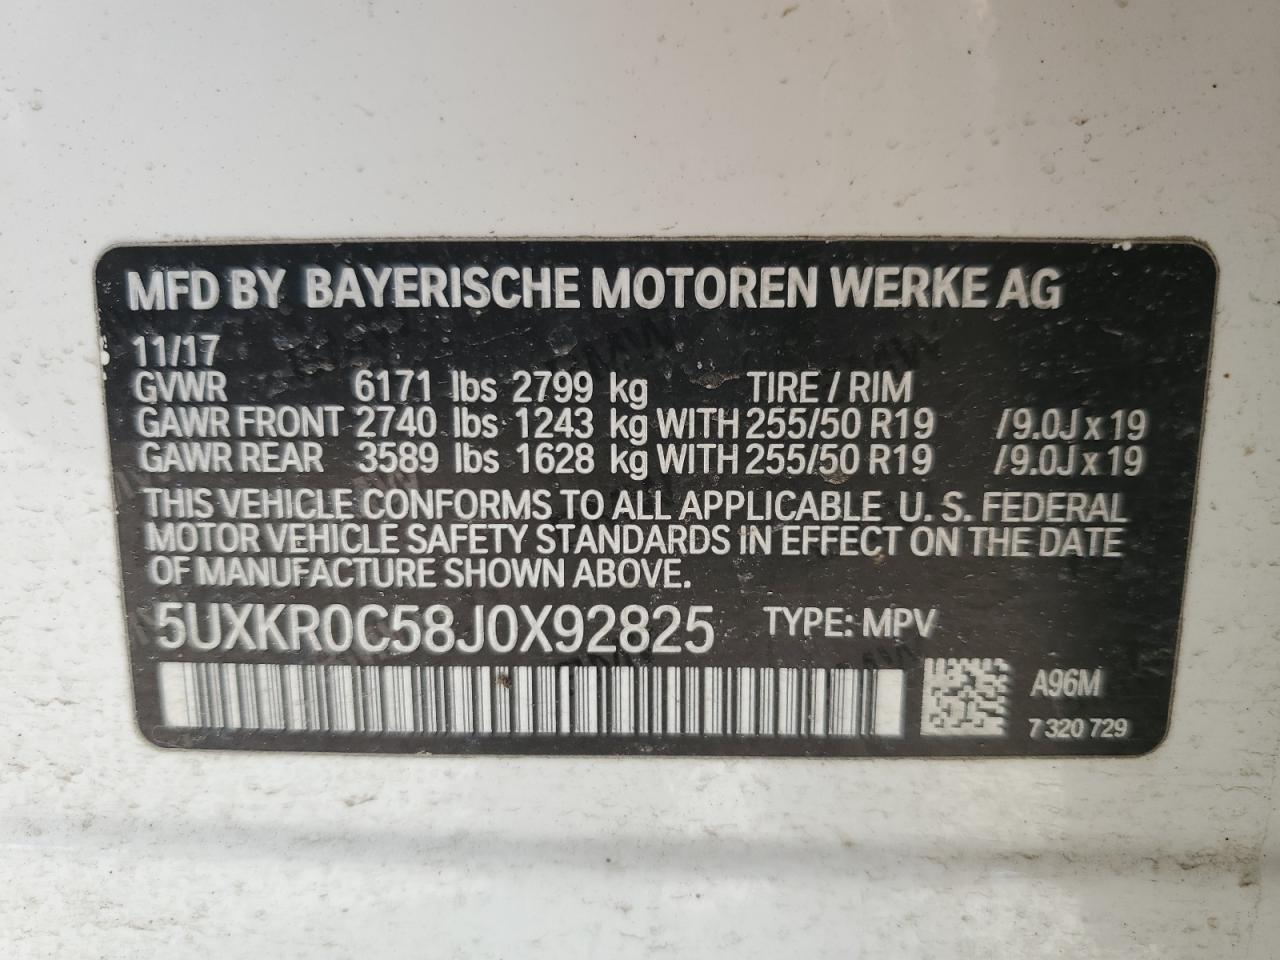 MFD BY BAYERISCHE MOTOREN WERKE AG
11/17
GVWR 6171 lbs 2799 kg TIRE / RIM
GAWR FRONT 2740 lbs 1243 kg WITH 255/50 R19 /9.0J x 19
GAWR REAR 3589 lbs 1628 kg WITH 255/50 R19 /9.0J x 19
THIS VEHICLE CONFORMS TO ALL APPLICABLE U. S. FEDERAL
MOTOR VEHICLE SAFETY STANDARDS IN EFFECT ON THE DATE
OF MANUFACTURE SHOWN ABOVE.
5UXKR0C58J0X92825 TYPE: MPV
A96M
7 320 729